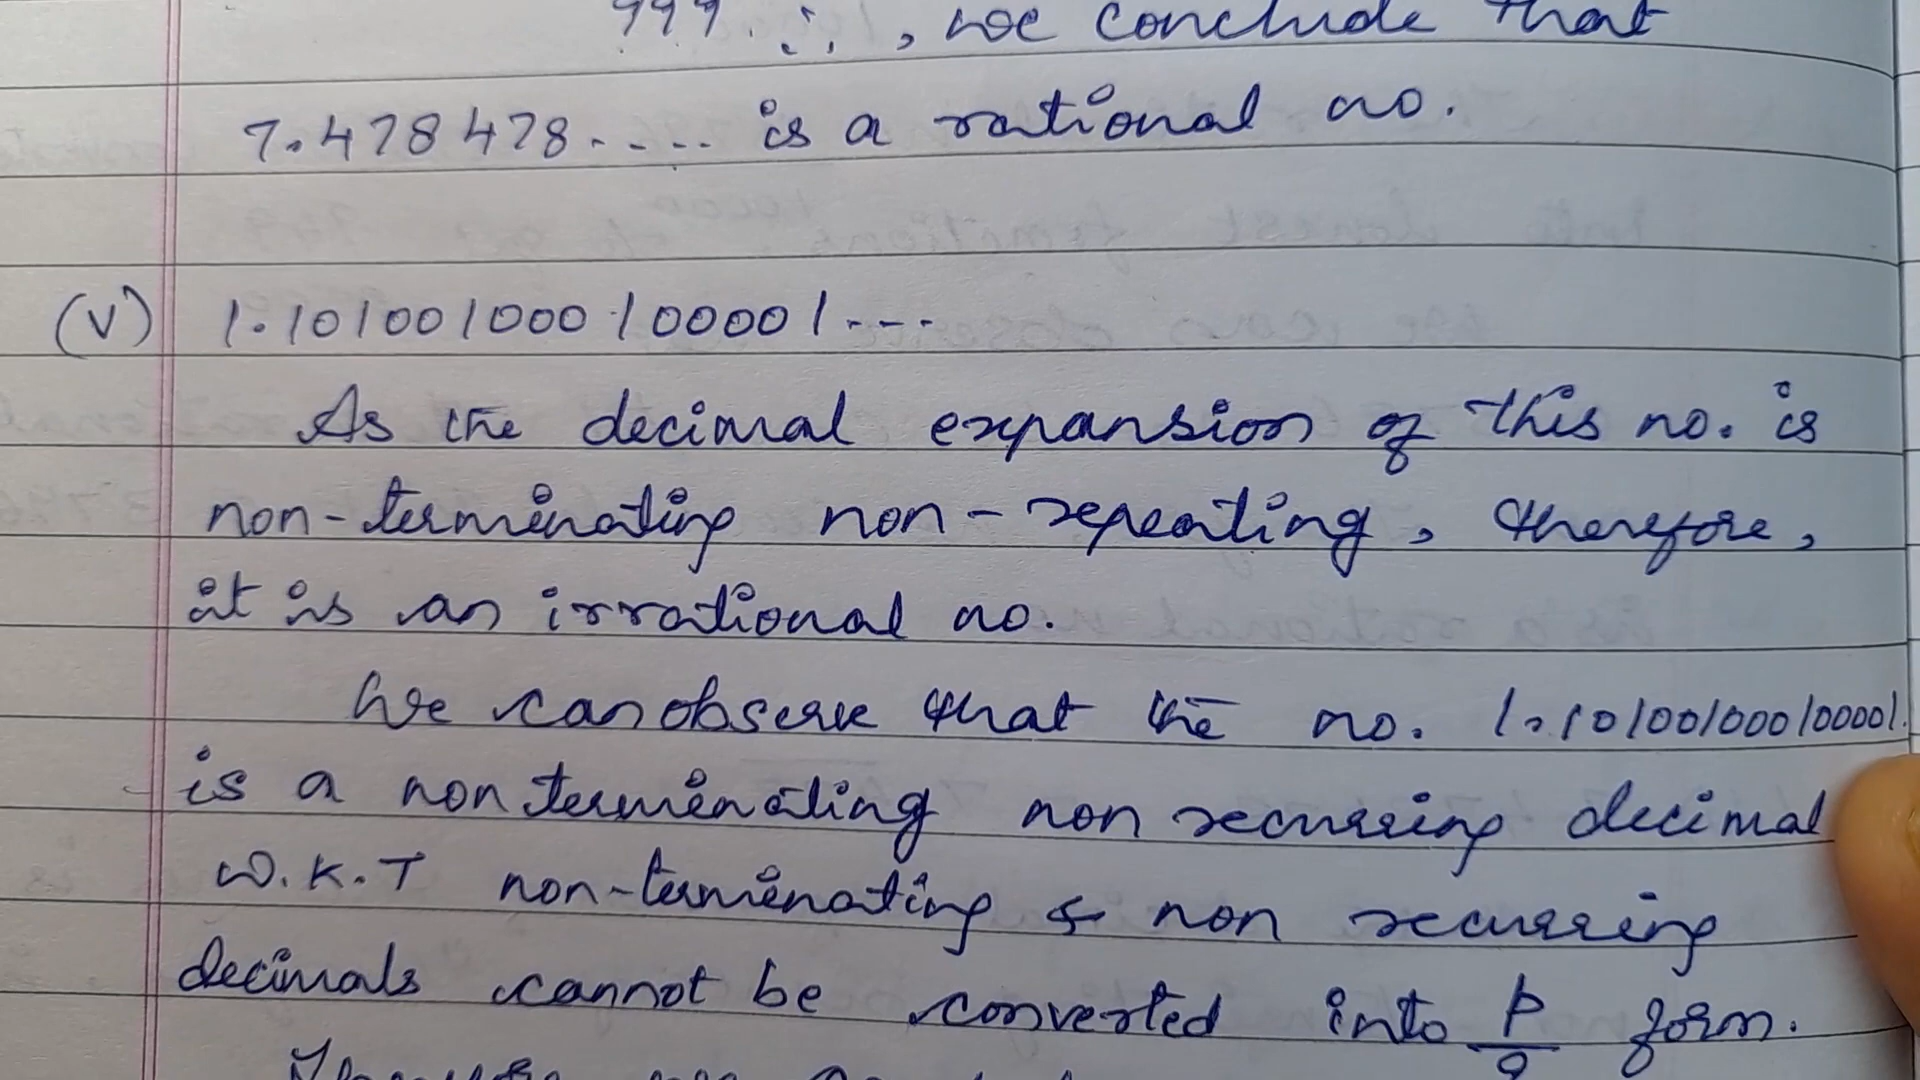 999 ∴ , we conclude that
7.478478..... is a rational no.
(v) 1.101001000100001...
As the decimal expansion of this no. is
non-terminating non-repeating, therefore,
it is an irrational no.
We can observe that the no. 1.101001000100001.
is a non terminating non recurring decimal
W.K.T non-terminating & non recurring
decimals cannot be converted into p/q form.